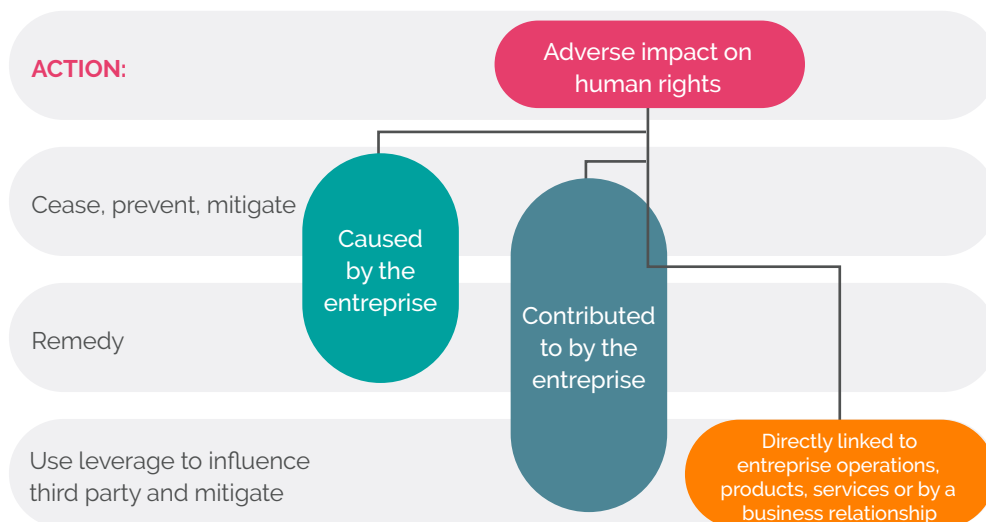 ACTION:
Adverse impact on
human rights
Cease, prevent, mitigate
Caused
by the
entreprise
Remedy
Contributed
to by the
entreprise
Use leverage to influence
third party and mitigate
Directly linked to
entreprise operations,
products, services or by a
business relationship